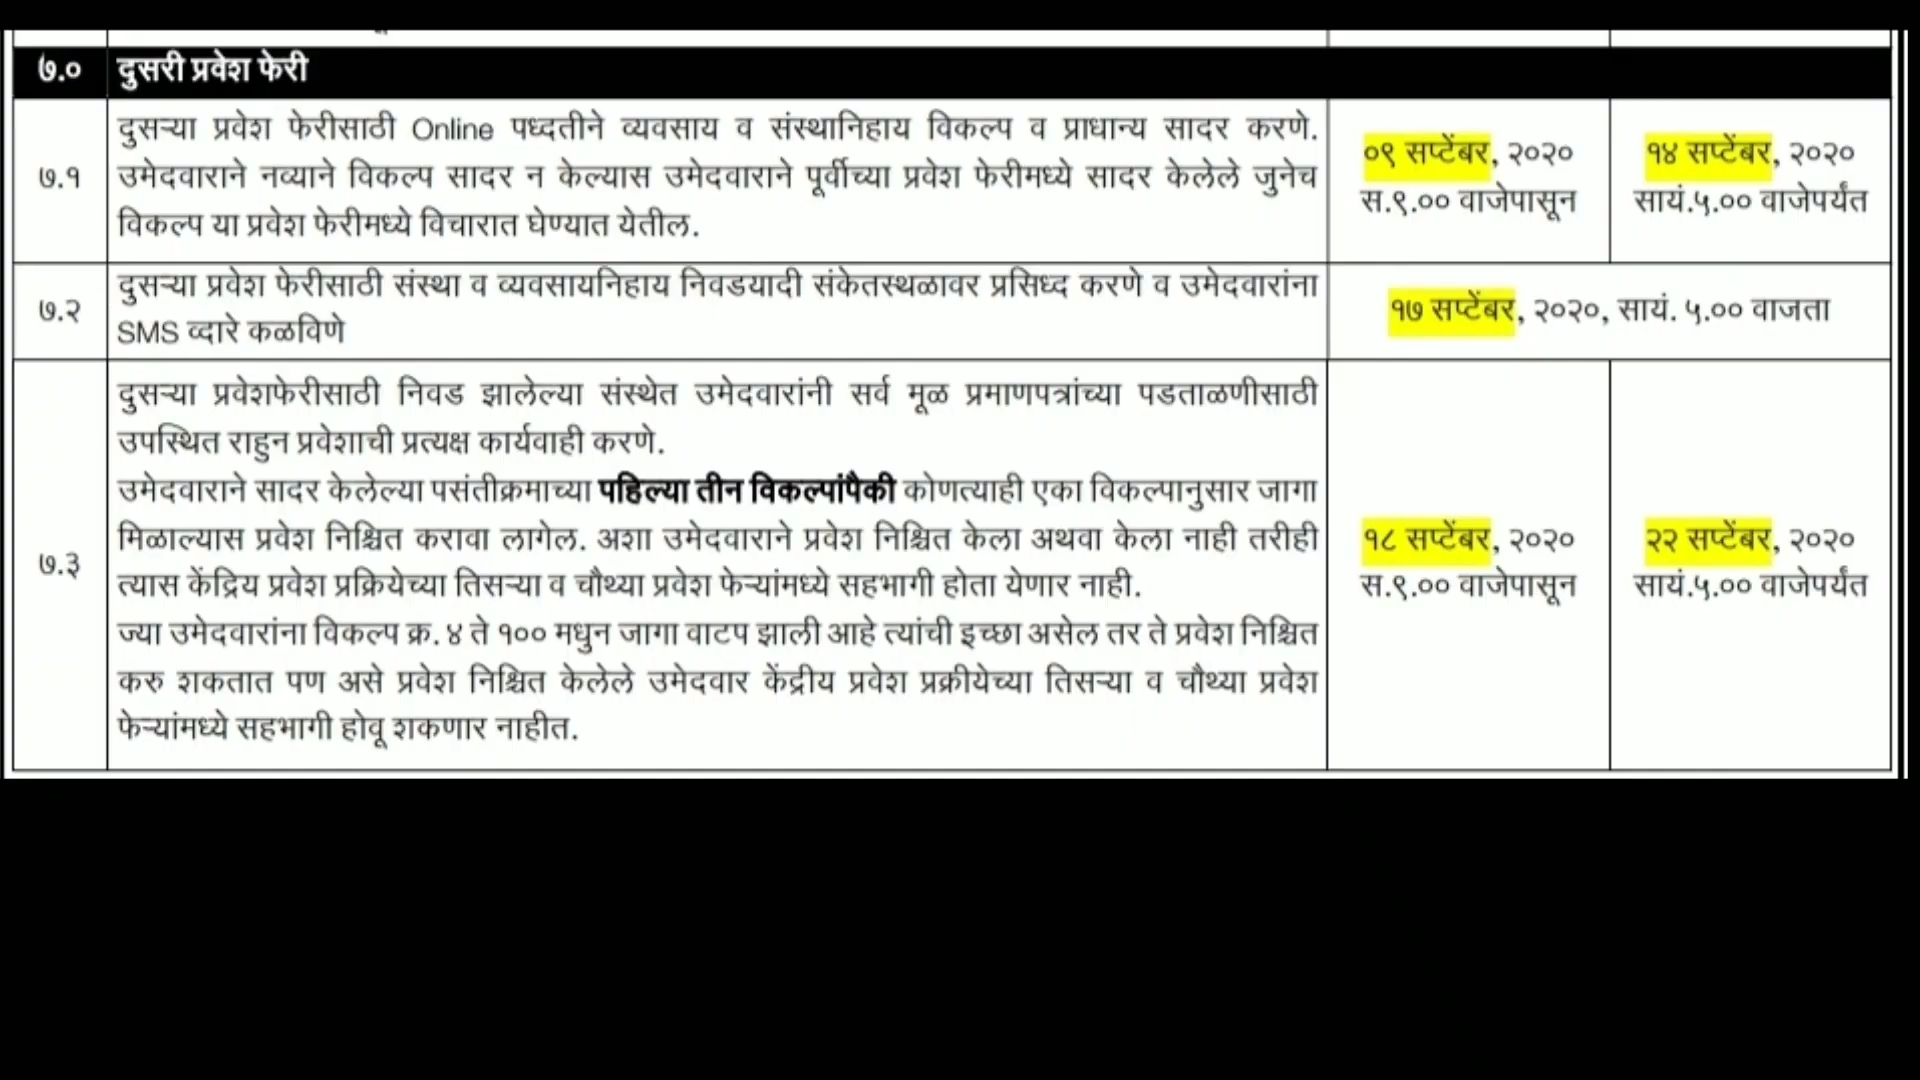 ७.० दुसरी प्रवेश फेरी
७.१
दुसऱ्या प्रवेश फेरीसाठी Online पध्दतीने व्यवसाय व संस्थानिहाय विकल्प व प्राधान्य सादर करणे.
उमेदवाराने नव्याने विकल्प सादर न केल्यास उमेदवाराने पूर्वीच्या प्रवेश फेरीमध्ये सादर केलेले जुनेच
विकल्प या प्रवेश फेरीमध्ये विचारात घेण्यात येतील.
०९ सप्टेंबर, २०२०
स.९.०० वाजेपासून
१४ सप्टेंबर, २०२०
सायं.५.०० वाजेपर्यंत
७.२
दुसऱ्या प्रवेश फेरीसाठी संस्था व व्यवसायनिहाय निवडयादी संकेतस्थळावर प्रसिध्द करणे व उमेदवारांना
SMS व्दारे कळविणे
१७ सप्टेंबर, २०२०, सायं. ५.०० वाजता
७.३
दुसऱ्या प्रवेशफेरीसाठी निवड झालेल्या संस्थेत उमेदवारांनी सर्व मूळ प्रमाणपत्रांच्या पडताळणीसाठी
उपस्थित राहुन प्रवेशाची प्रत्यक्ष कार्यवाही करणे.
उमेदवाराने सादर केलेल्या पसंतीक्रमाच्या पहिल्या तीन विकल्पांपैकी कोणत्याही एका विकल्पानुसार जागा
मिळाल्यास प्रवेश निश्चित करावा लागेल. अशा उमेदवाराने प्रवेश निश्चित केला अथवा केला नाही तरीही
त्यास केंद्रिय प्रवेश प्रक्रियेच्या तिसऱ्या व चौथ्या प्रवेश फेऱ्यांमध्ये सहभागी होता येणार नाही.
ज्या उमेदवारांना विकल्प क्र. ४ ते १०० मधुन जागा वाटप झाली आहे त्यांची इच्छा असेल तर ते प्रवेश निश्चित
करु शकतात पण असे प्रवेश निश्चित केलेले उमेदवार केंद्रीय प्रवेश प्रक्रीयेच्या तिसऱ्या व चौथ्या प्रवेश
फेऱ्यांमध्ये सहभागी होवू शकणार नाहीत.
१८ सप्टेंबर, २०२०
स.९.०० वाजेपासून
२२ सप्टेंबर, २०२०
सायं.५.०० वाजेपर्यंत